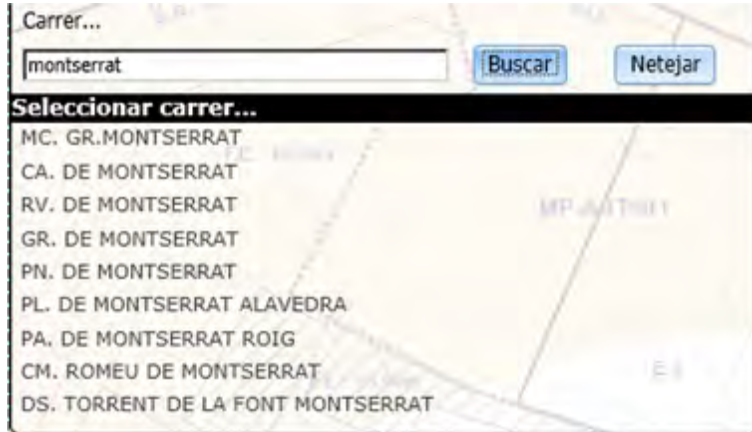 Carrer...
montserrat Buscar Netejar
Seleccionar carrer...
MC. GR.MONTSERRAT
CA. DE MONTSERRAT
RV. DE MONTSERRAT
GR. DE MONTSERRAT
PN. DE MONTSERRAT
PL. DE MONTSERRAT ALAVEDRA
PA. DE MONTSERRAT ROIG
CM. ROMEU DE MONTSERRAT
DS. TORRENT DE LA FONT MONTSERRAT